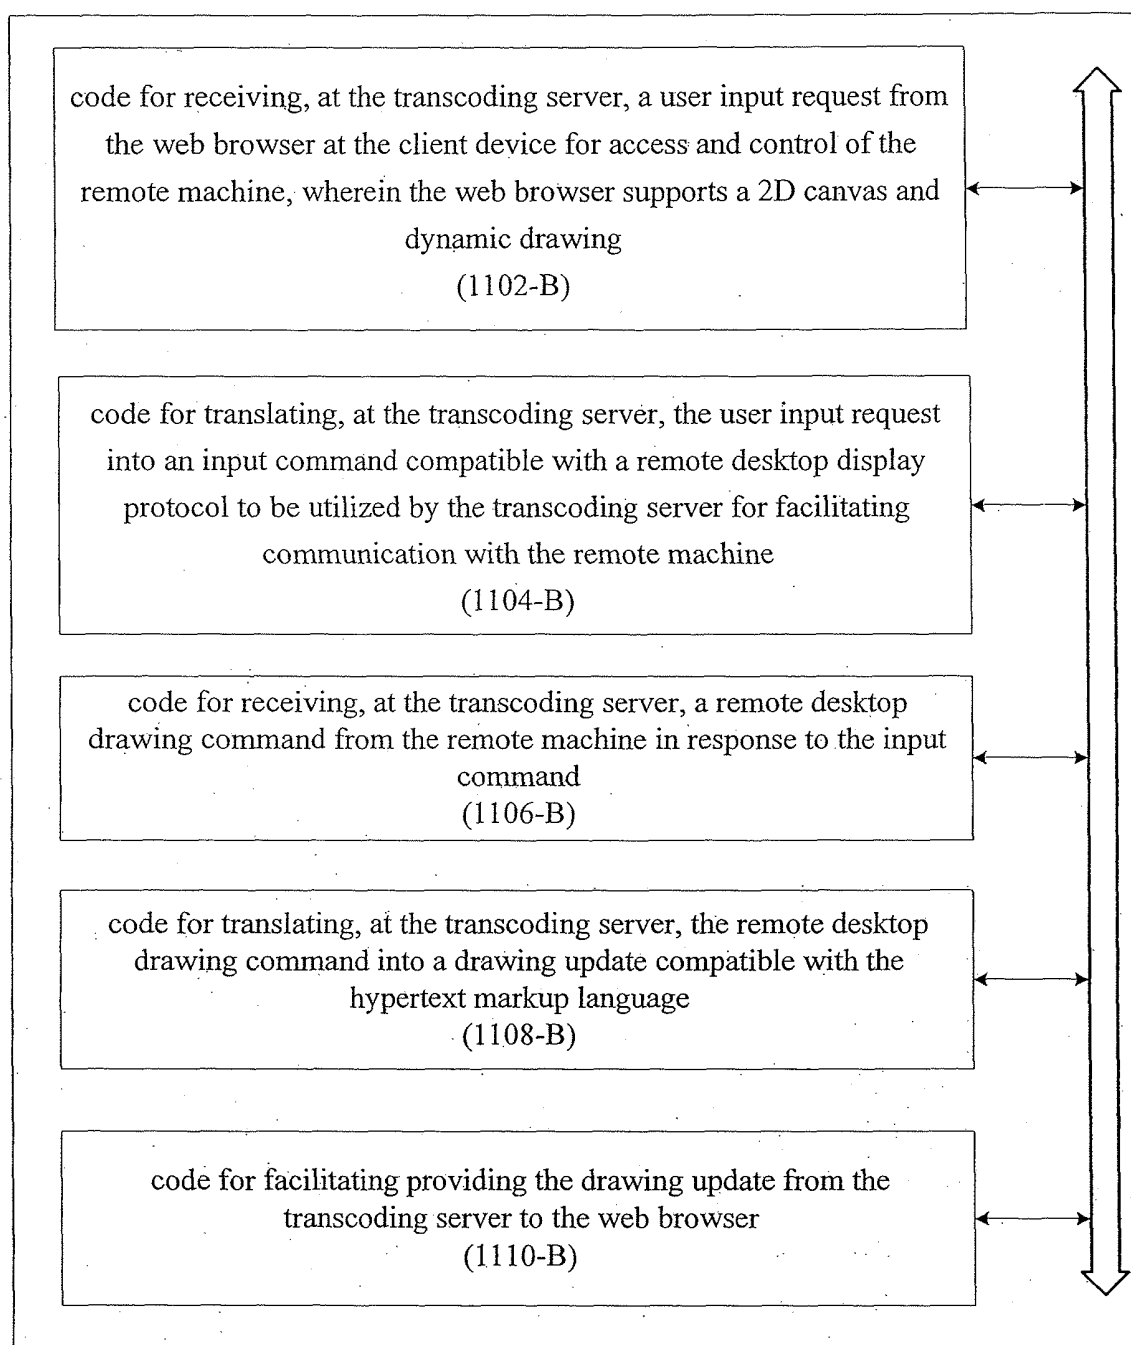 code for receiving, at the transcoding server, a user input request from
the web browser at the client device for access and control of the
remote machine, wherein the web browser supports a 2D canvas and
dynamic drawing
(1102-B)
code for translating, at the transcoding server, the user input request
into an input command compatible with a remote desktop display
protocol to be utilized by the transcoding server for facilitating
communication with the remote machine
(1104-B)
code for receiving, at the transcoding server, a remote desktop
drawing command from the remote machine in response to the input
command
(1106-B)
code for translating, at the transcoding server, the remote desktop
drawing command into a drawing update compatible with the
hypertext markup language
(1108-B)
code for facilitating providing the drawing update from the
transcoding server to the web browser
(1110-B)